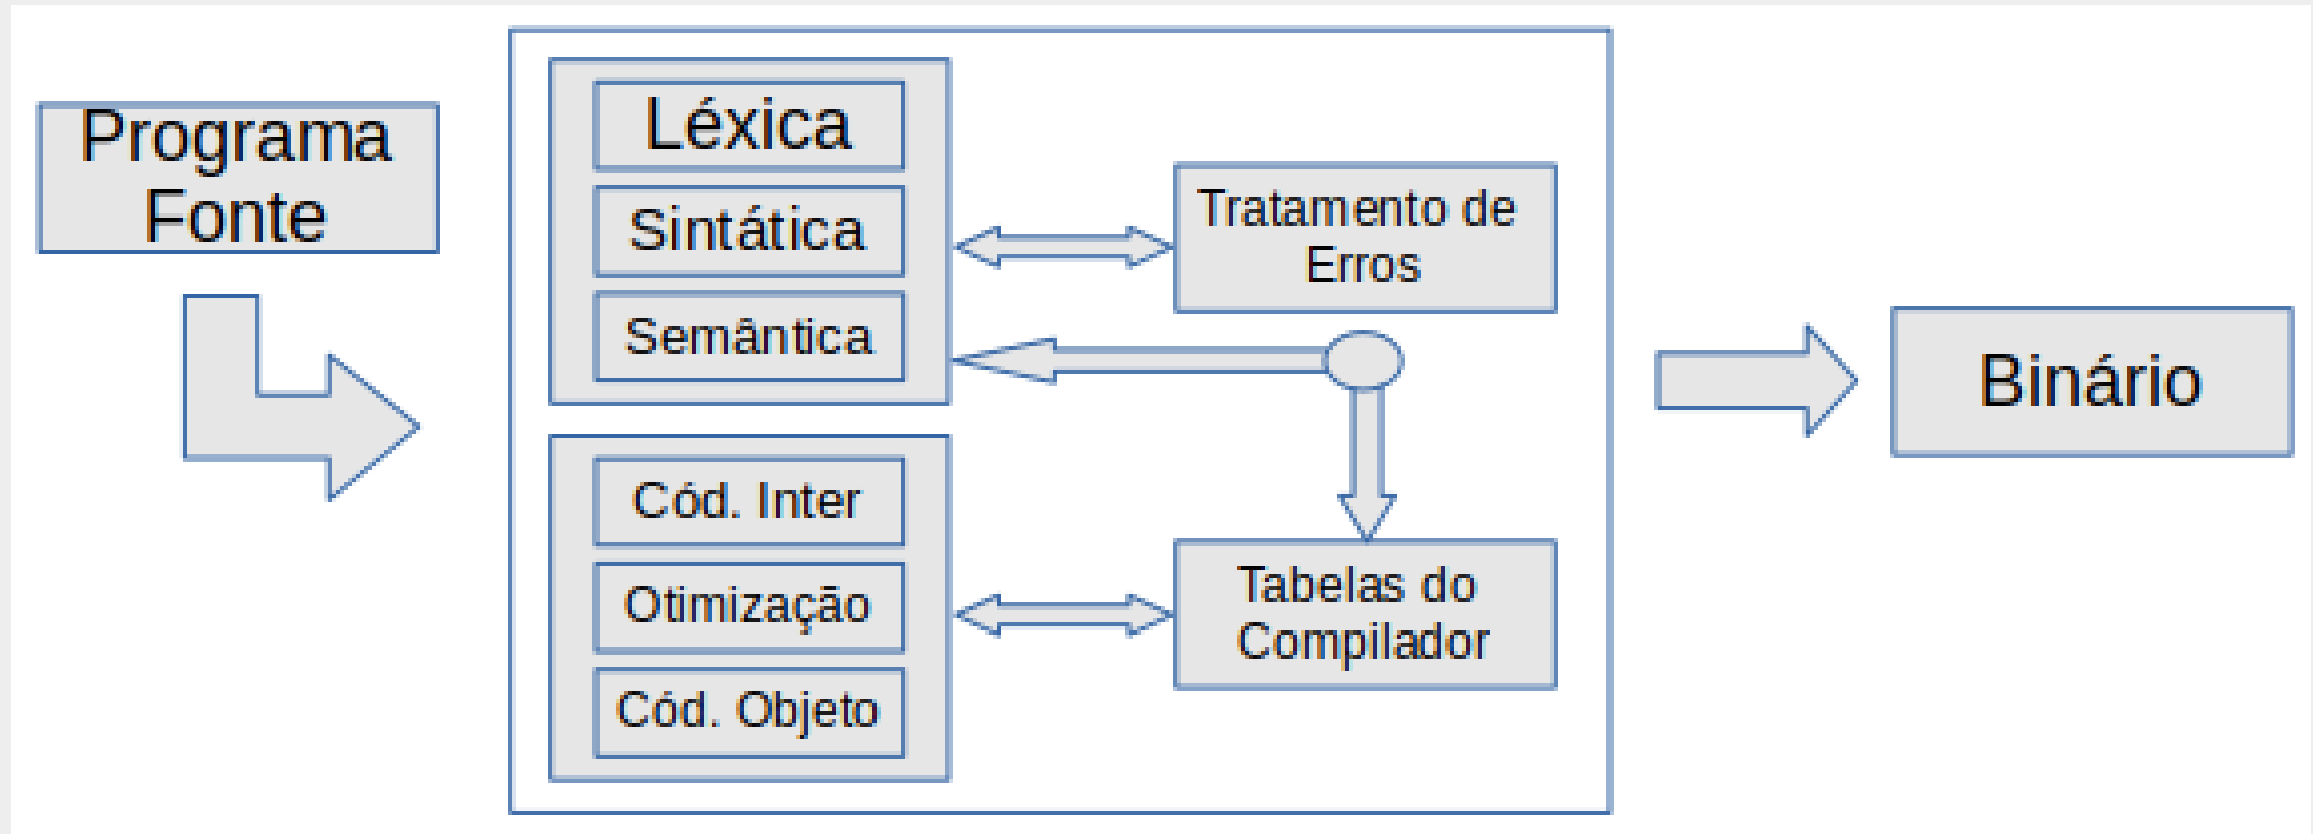 Programa
Fonte
Léxica
Sintática
Semântica
Tratamento de
Erros
Cód. Inter
Otimização
Cód. Objeto
Tabelas do
Compilador
Binário